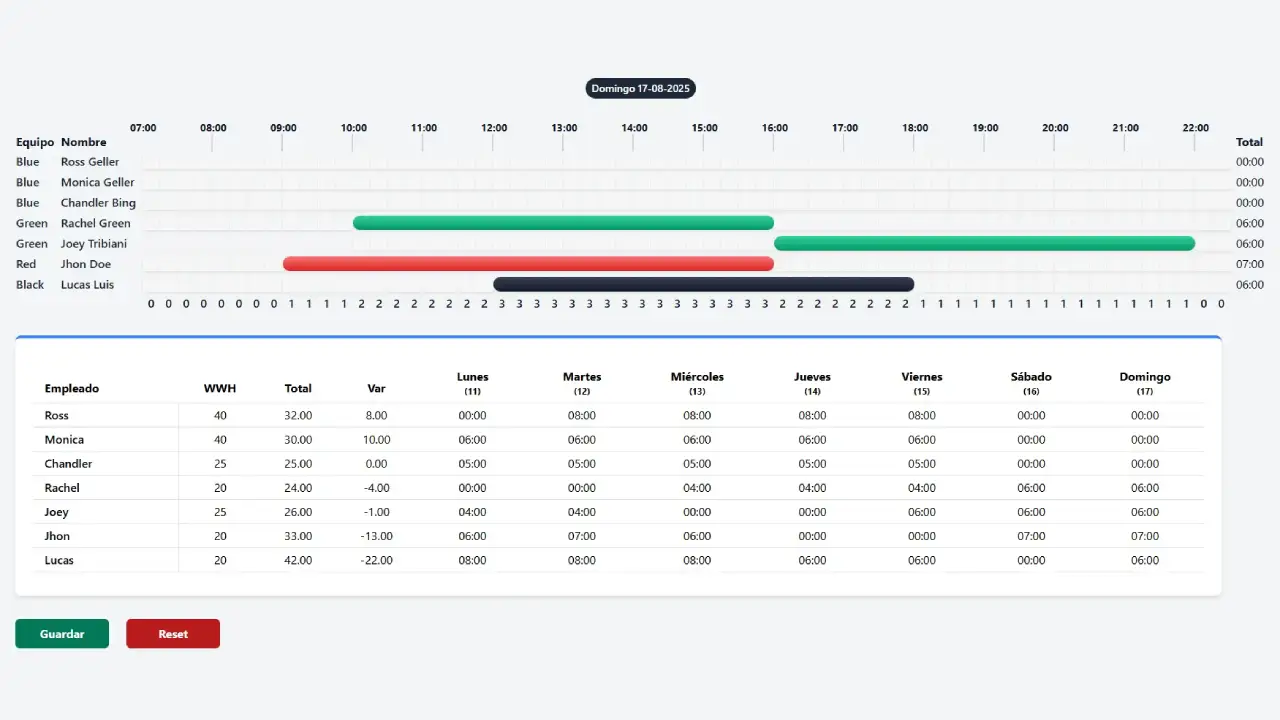 Domingo 17-08-2025
07:00 08:00 09:00 10:00 11:00 12:00 13:00 14:00 15:00 16:00 17:00 18:00 19:00 20:00 21:00 22:00
Equipo Nombre Total
Blue Ross Geller 00:00
Blue Monica Geller 00:00
Blue Chandler Bing 00:00
Green Rachel Green 06:00
Green Joey Tribiani 06:00
Red Jhon Doe 07:00
Black Lucas Luis 06:00
0 0 0 0 0 0 0 0 1 1 1 1 2 2 2 2 2 2 2 2 3 3 3 3 3 3 3 3 3 3 3 3 3 3 3 3 2 2 2 2 2 2 2 2 1 1 1 1 1 1 1 1 1 1 1 1 1 1 1 1 0 0
Empleado WWH Total Var Lunes Martes Miércoles Jueves Viernes Sábado Domingo
(11) (12) (13) (14) (15) (16) (17)
Ross 40 32.00 8.00 00:00 08:00 08:00 08:00 08:00 00:00 00:00
Monica 40 30.00 10.00 06:00 06:00 06:00 06:00 06:00 00:00 00:00
Chandler 25 25.00 0.00 05:00 05:00 05:00 05:00 05:00 00:00 00:00
Rachel 20 24.00 -4.00 00:00 00:00 04:00 04:00 04:00 06:00 06:00
Joey 25 26.00 -1.00 04:00 04:00 00:00 00:00 06:00 06:00 06:00
Jhon 20 33.00 -13.00 06:00 07:00 06:00 00:00 00:00 07:00 07:00
Lucas 20 42.00 -22.00 08:00 08:00 08:00 06:00 06:00 00:00 06:00
Guardar Reset